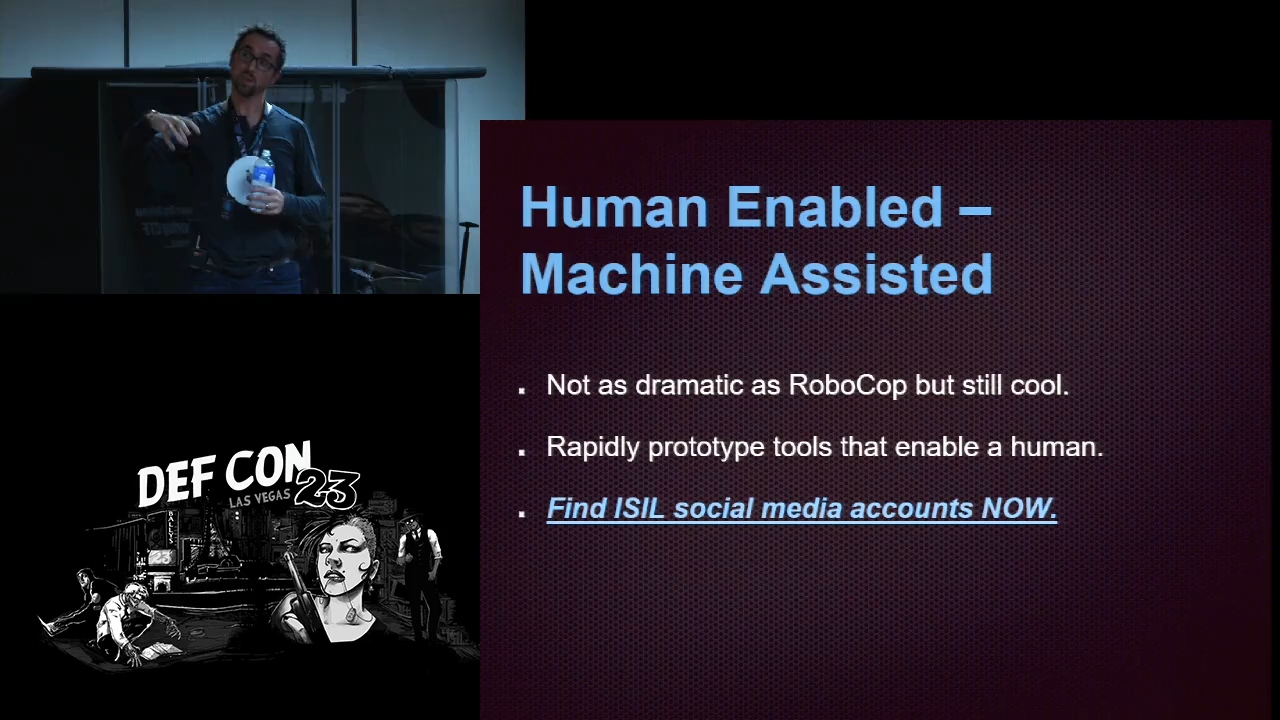 Human Enabled –
Machine Assisted
. Not as dramatic as RoboCop but still cool.
. Rapidly prototype tools that enable a human.
. Find ISIL social media accounts NOW.
DEF CON
LAS VEGAS 23
BALLYS